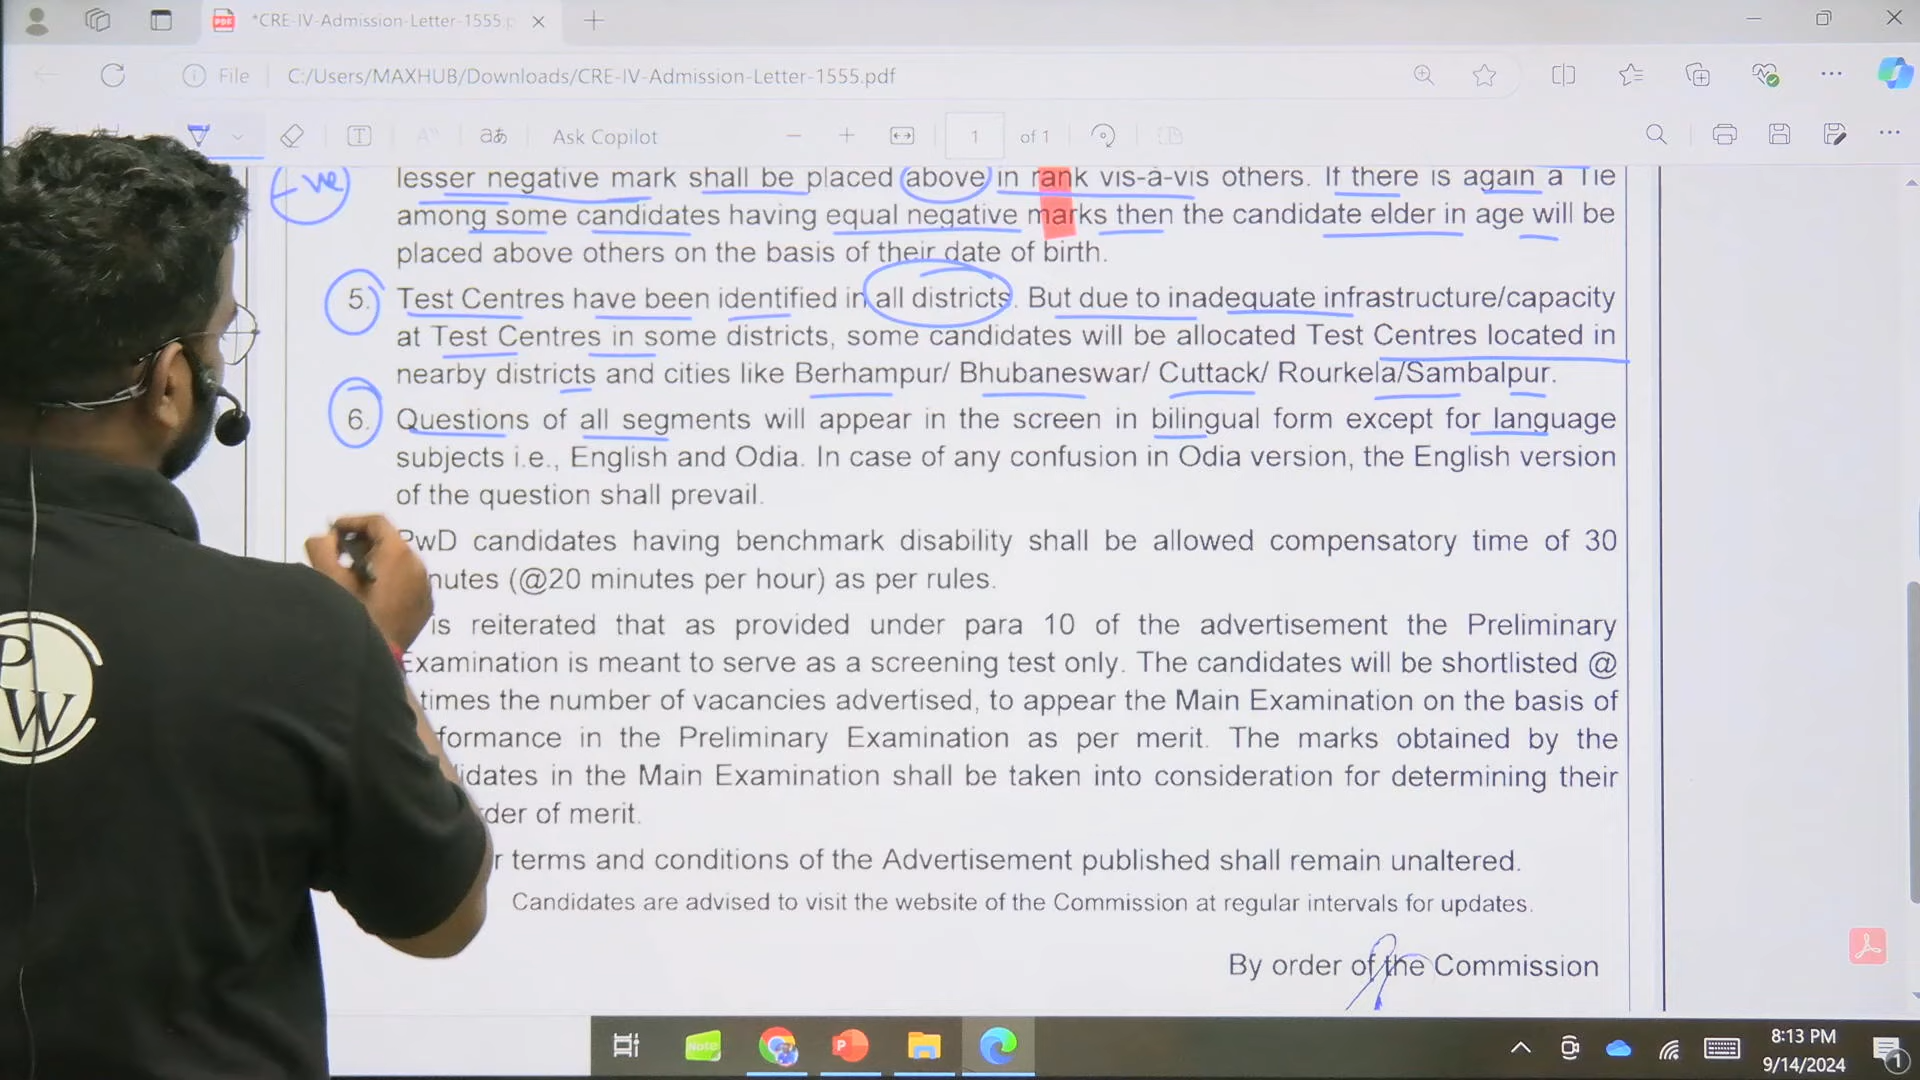 *CRE-IV-Admission-Letter-1555.p
File
C:/Users/MAXHUB/Downloads/CRE-IV-Admission-Letter-1555.pdf
Ask Copilot
1
of 1
-ve
lesser negative mark shall be placed above in rank vis-à-vis others. If there is again a Tie
among some candidates having equal negative marks then the candidate elder in age will be
placed above others on the basis of their date of birth.
5. Test Centres have been identified in all districts. But due to inadequate infrastructure/capacity
at Test Centres in some districts, some candidates will be allocated Test Centres located in
nearby districts and cities like Berhampur/ Bhubaneswar/ Cuttack/ Rourkela/Sambalpur.
6. Questions of all segments will appear in the screen in bilingual form except for language
subjects i.e., English and Odia. In case of any confusion in Odia version, the English version
of the question shall prevail.
PwD candidates having benchmark disability shall be allowed compensatory time of 30
nutes (@20 minutes per hour) as per rules.
is reiterated that as provided under para 10 of the advertisement the Preliminary
Examination is meant to serve as a screening test only. The candidates will be shortlisted @
times the number of vacancies advertised, to appear the Main Examination on the basis of
formance in the Preliminary Examination as per merit. The marks obtained by the
idates in the Main Examination shall be taken into consideration for determining their
der of merit.
r terms and conditions of the Advertisement published shall remain unaltered.
Candidates are advised to visit the website of the Commission at regular intervals for updates.
By order of the Commission
P
W
Note
8:13 PM
9/14/2024
1